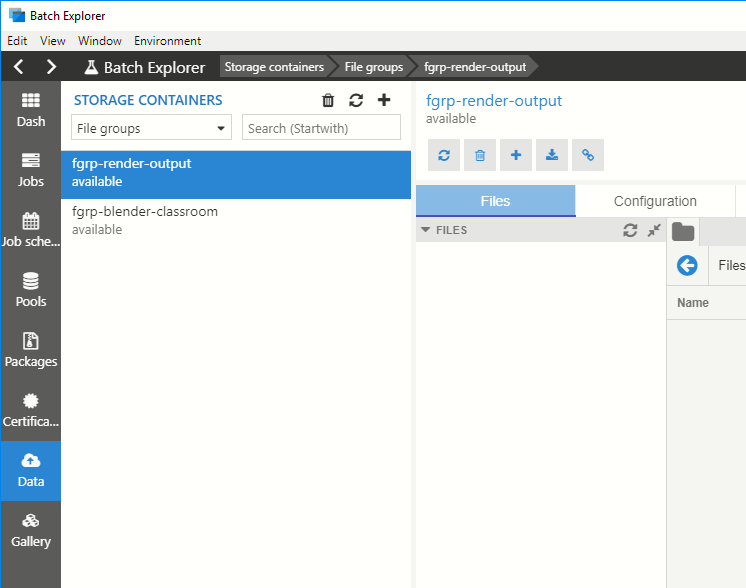 Batch Explorer
Edit View Window Environment
Batch Explorer Storage containers File groups fgrp-render-output
Dash
Jobs
Job sche...
Pools
Packages
Certifica...
Data
Gallery
STORAGE CONTAINERS
File groups Search (Startwith)
fgrp-render-output
available
fgrp-blender-classroom
available
fgrp-render-output
available
Files Configuration
FILES
Files
Name